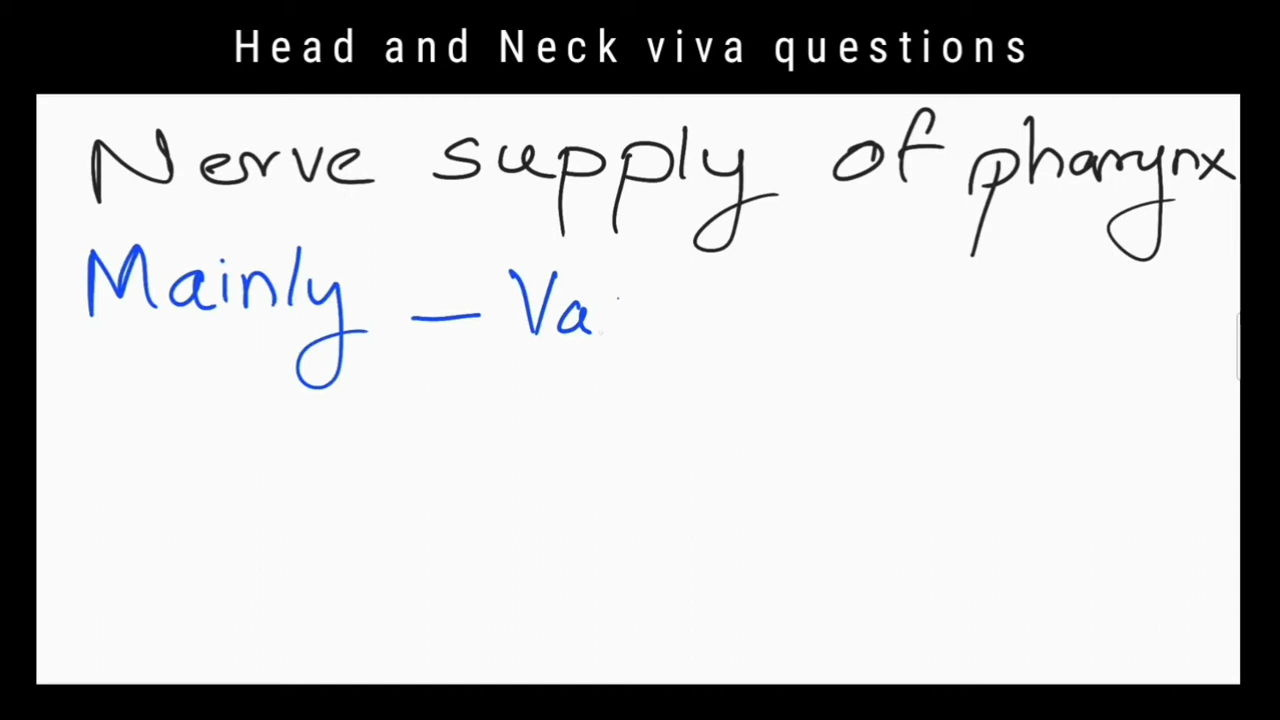 Head and Neck viva questions
Nerve supply of pharynx
Mainly - Va